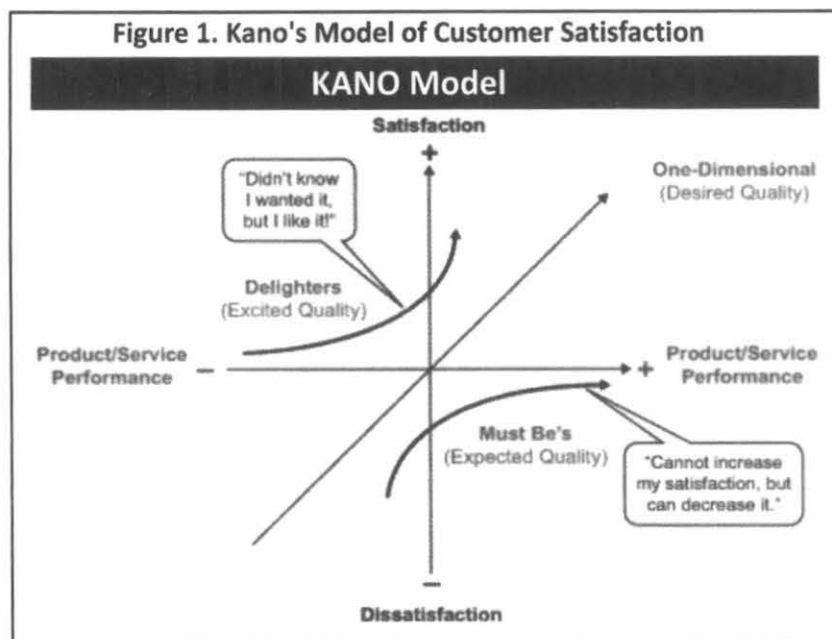 Figure 1. Kano's Model of Customer Satisfaction
KANO Model
Satisfaction
+
"Didn't know
I wanted it,
but I like it!"
One-Dimensional
(Desired Quality)
Delighters
(Excited Quality)
Product/Service
Performance
–
+
Product/Service
Performance
Must Be's
(Expected Quality)
"Cannot increase
my satisfaction, but
can decrease it."
–
Dissatisfaction